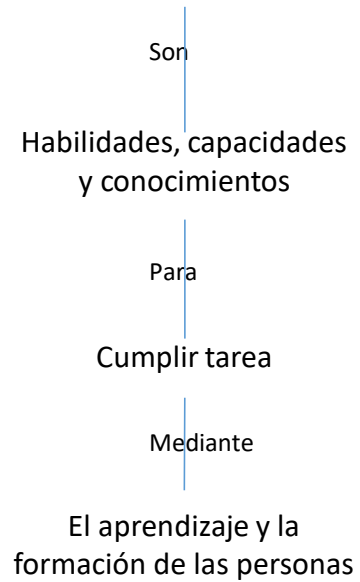 Son
Habilidades, capacidades
y conocimientos
Para
Cumplir tarea
Mediante
El aprendizaje y la
formación de las personas